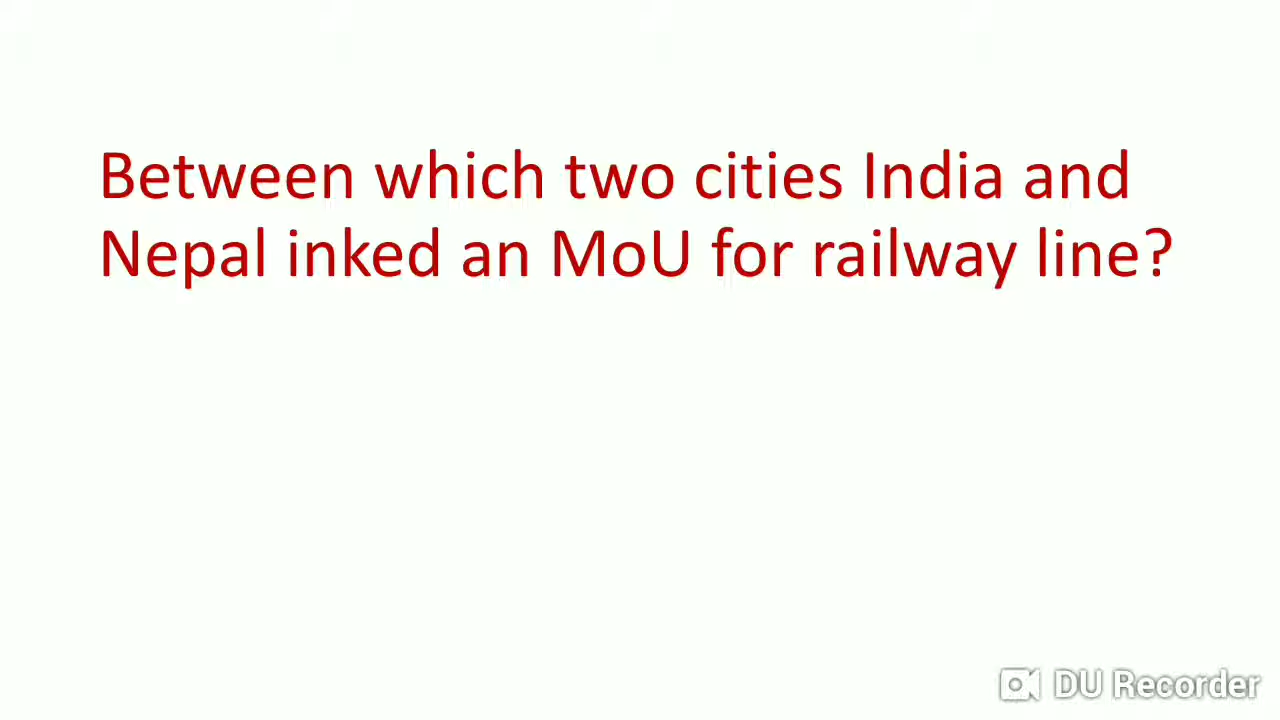 Between which two cities India and
Nepal inked an MoU for railway line?
DU Recorder